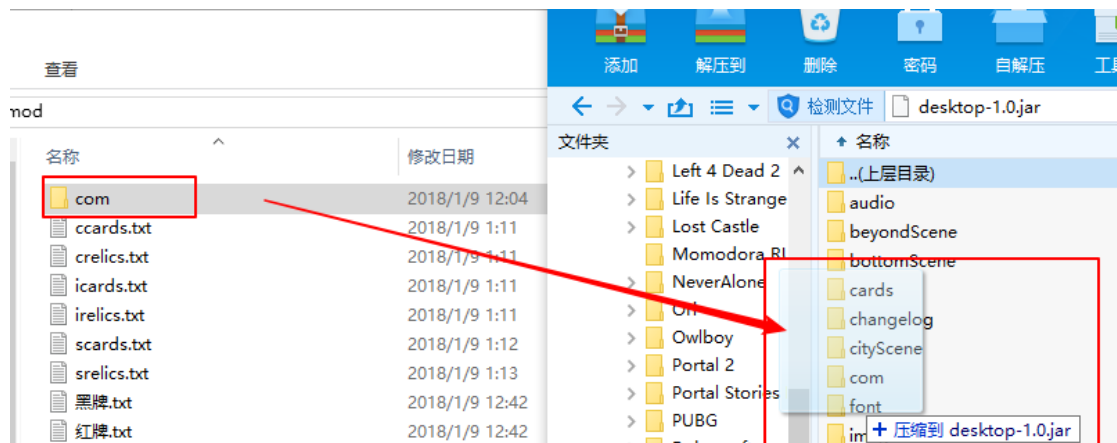 查看
mod
名称 修改日期
com 2018/1/9 12:04
ccards.txt 2018/1/9 1:11
crelics.txt 2018/1/9 1:11
icards.txt 2018/1/9 1:11
irelics.txt 2018/1/9 1:11
scards.txt 2018/1/9 1:12
srelics.txt 2018/1/9 1:13
黑牌.txt 2018/1/9 12:42
红牌.txt 2018/1/9 12:42
添加 解压到 删除 密码 自解压
检测文件 desktop-1.0.jar
文件夹
Left 4 Dead 2
Life Is Strange
Lost Castle
Momodora
NeverAlone
Ori
Owlboy
Portal 2
Portal Stories
PUBG
名称
..(上层目录)
audio
beyondScene
bottomScene
cards
changelog
cityScene
com
font
im
+ 压缩到 desktop-1.0.jar